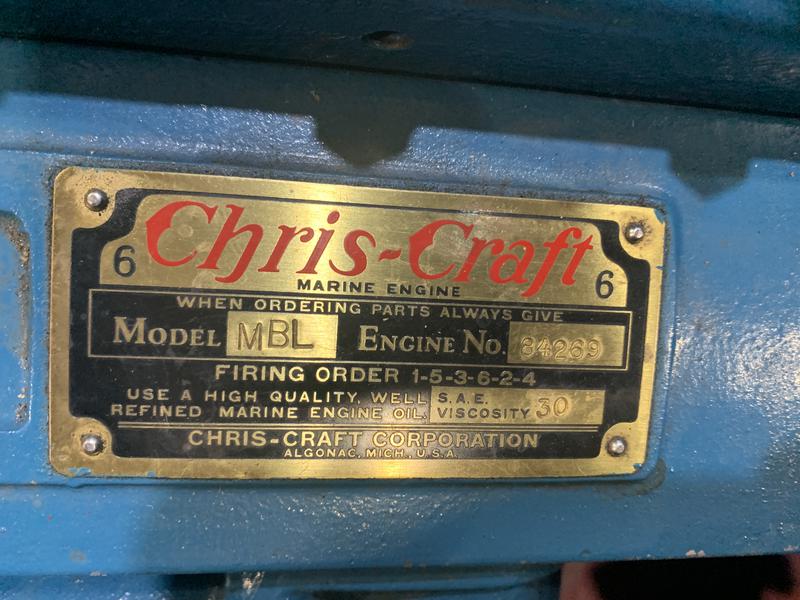 Chris-Craft
6 MARINE ENGINE 6
WHEN ORDERING PARTS ALWAYS GIVE
MODEL MBL ENGINE NO. 84269
FIRING ORDER 1-5-3-6-2-4
USE A HIGH QUALITY, WELL
REFINED MARINE ENGINE OIL.
S.A.E.
VISCOSITY 30
CHRIS-CRAFT CORPORATION
ALGONAC, MICH., U.S.A.